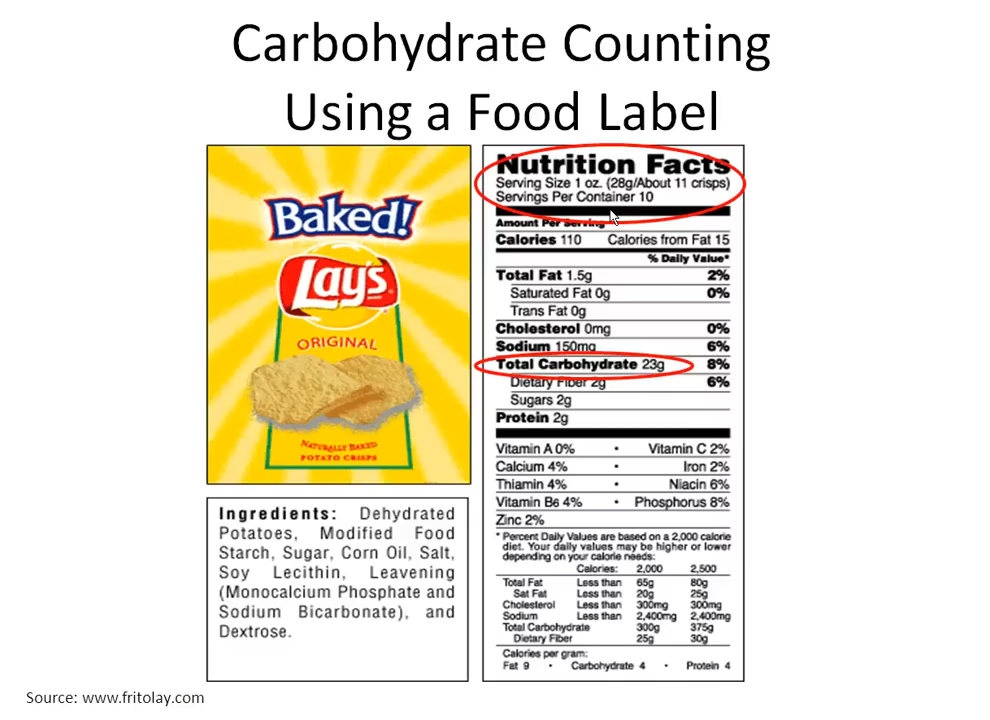 Carbohydrate Counting
Using a Food Label
Baked!
Lay's
ORIGINAL
NATURALLY BAKED
POTATO CRISPS
Ingredients: Dehydrated
Potatoes, Modified Food
Starch, Sugar, Corn Oil, Salt,
Soy Lecithin, Leavening
(Monocalcium Phosphate and
Sodium Bicarbonate), and
Dextrose.
Nutrition Facts
Serving Size 1 oz. (28g/About 11 crisps)
Servings Per Container 10
Amount Per Serving
Calories 110 Calories from Fat 15
% Daily Value*
Total Fat 1.5g 2%
Saturated Fat 0g 0%
Trans Fat 0g
Cholesterol 0mg 0%
Sodium 150mg 6%
Total Carbohydrate 23g 8%
Dietary Fiber 2g 6%
Sugars 2g
Protein 2g
Vitamin A 0% • Vitamin C 2%
Calcium 4% • Iron 2%
Thiamin 4% • Niacin 6%
Vitamin B6 4% • Phosphorus 8%
Zinc 2%
* Percent Daily Values are based on a 2,000 calorie
diet. Your daily values may be higher or lower
depending on your calorie needs:
Calories: 2,000 2,500
Total Fat Less than 65g 80g
Sat Fat Less than 20g 25g
Cholesterol Less than 300mg 300mg
Sodium Less than 2,400mg 2,400mg
Total Carbohydrate 300g 375g
Dietary Fiber 25g 30g
Calories per gram:
Fat 9 • Carbohydrate 4 • Protein 4
Source: www.fritolay.com